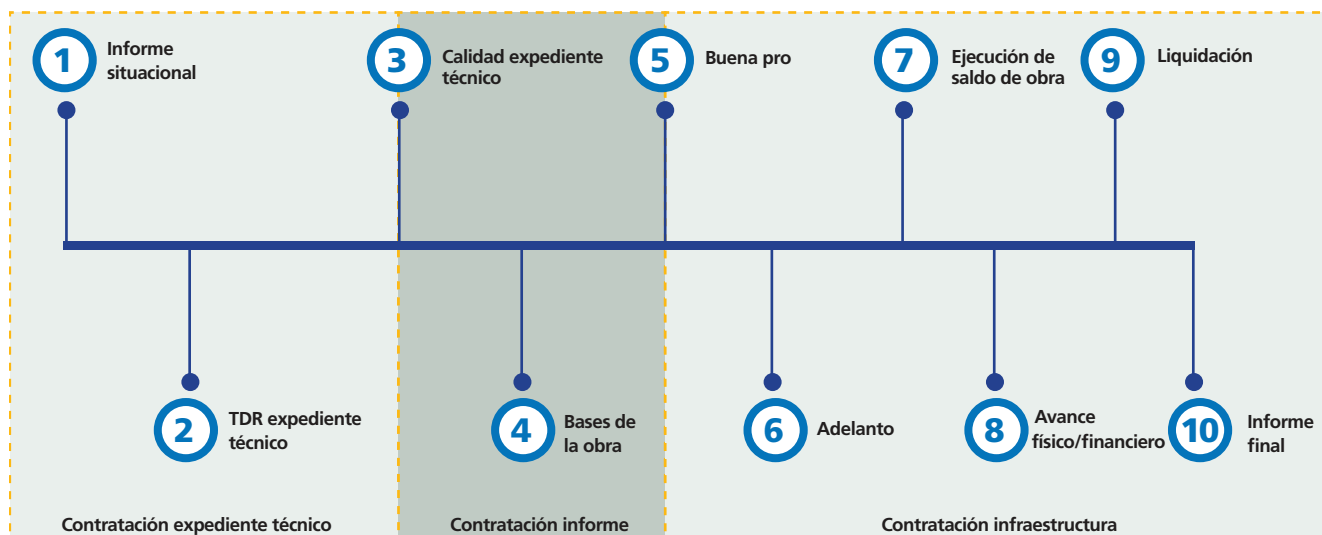 1
Informe
situacional
2
TDR expediente
técnico
3
Calidad expediente
técnico
4
Bases de
la obra
5
Buena pro
6
Adelanto
7
Ejecución de
saldo de obra
8
Avance
físico/financiero
9
Liquidación
10
Informe
final
Contratación expediente técnico
Contratación informe
Contratación infraestructura